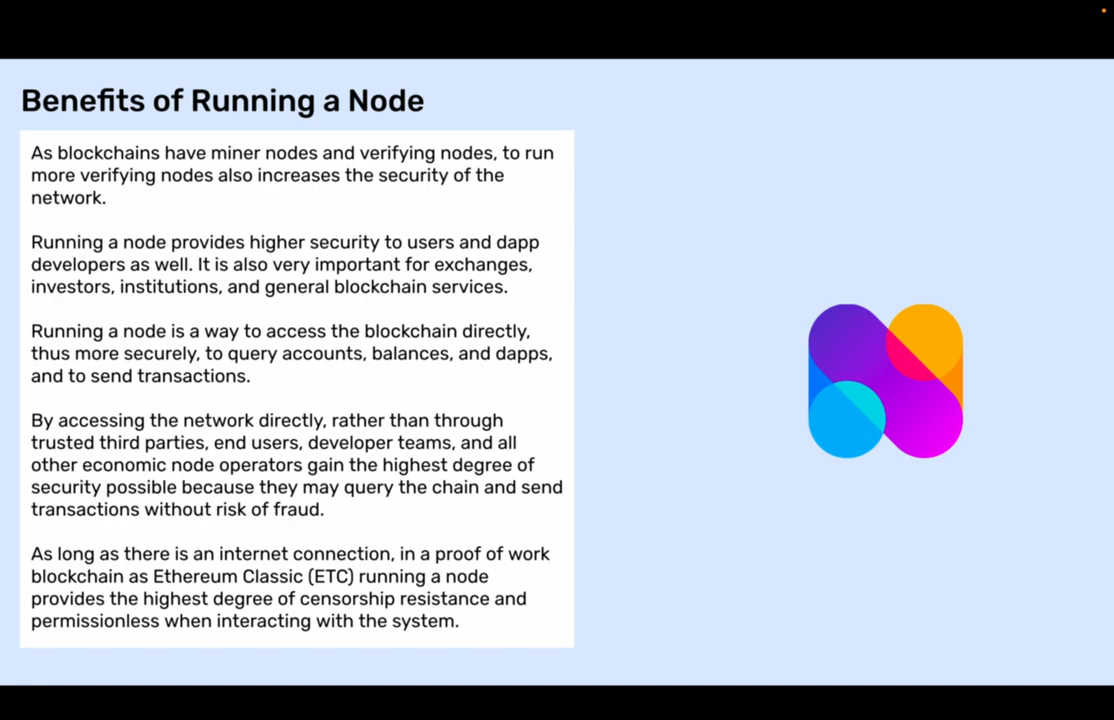 Benefits of Running a Node
As blockchains have miner nodes and verifying nodes, to run
more verifying nodes also increases the security of the
network.
Running a node provides higher security to users and dapp
developers as well. It is also very important for exchanges,
investors, institutions, and general blockchain services.
Running a node is a way to access the blockchain directly,
thus more securely, to query accounts, balances, and dapps,
and to send transactions.
By accessing the network directly, rather than through
trusted third parties, end users, developer teams, and all
other economic node operators gain the highest degree of
security possible because they may query the chain and send
transactions without risk of fraud.
As long as there is an internet connection, in a proof of work
blockchain as Ethereum Classic (ETC) running a node
provides the highest degree of censorship resistance and
permissionless when interacting with the system.